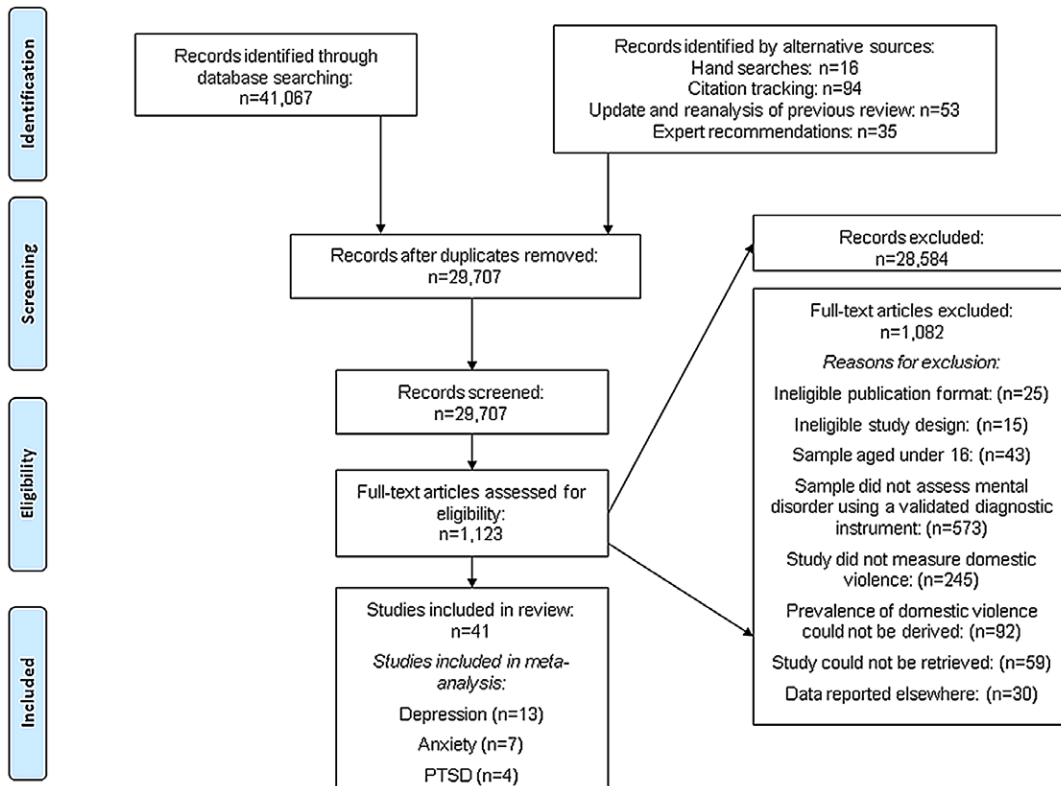 Identification
Records identified through
database searching:
n=41,067
Records identified by alternative sources:
Hand searches: n=16
Citation tracking: n=94
Update and reanalysis of previous review: n=53
Expert recommendations: n=35
Screening
Records after duplicates removed:
n=29,707
Records excluded:
n=28,584
Records screened:
n=29,707
Eligibility
Full-text articles assessed for
eligibility:
n=1,123
Full-text articles excluded:
n=1,082
Reasons for exclusion:
Ineligible publication format: (n=25)
Ineligible study design: (n=15)
Sample aged under 16: (n=43)
Sample did not assess mental
disorder using a validated diagnostic
instrument: (n=573)
Study did not measure domestic
violence: (n=245)
Prevalence of domestic violence
could not be derived: (n=92)
Study could not be retrieved: (n=59)
Data reported elsewhere: (n=30)
Included
Studies included in review:
n=41
Studies included in meta-
analysis:
Depression (n=13)
Anxiety (n=7)
PTSD (n=4)